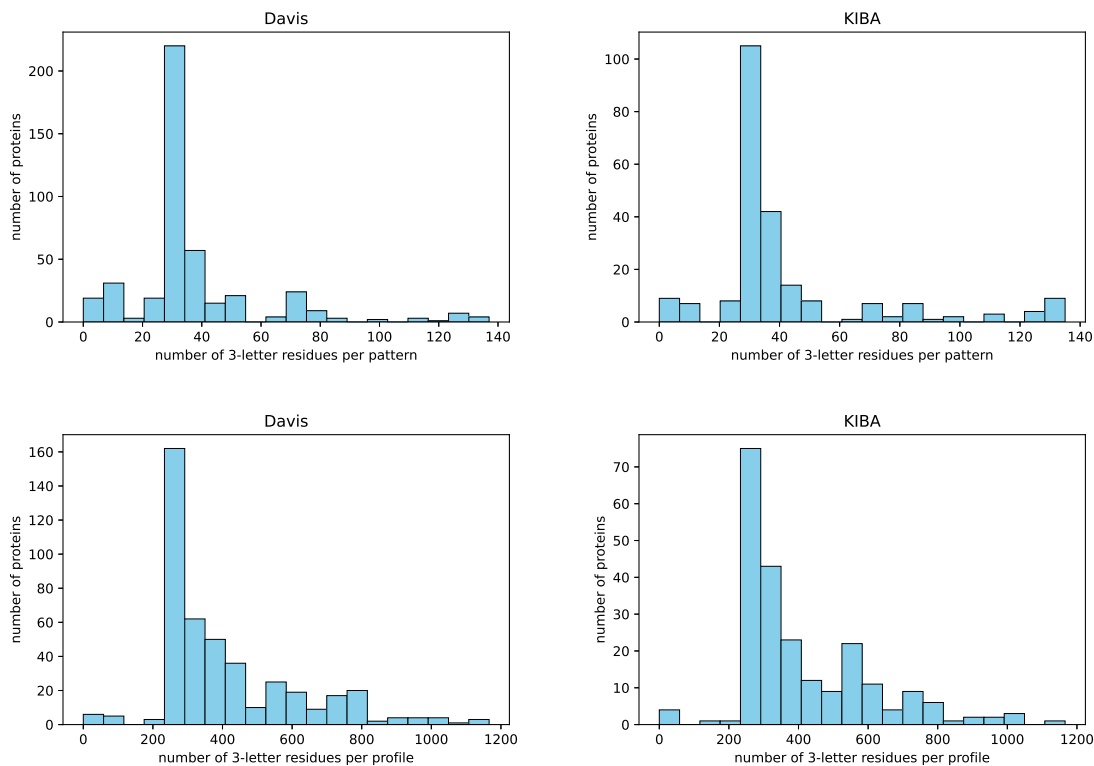 Davis
200
150
100
50
0
number of proteins
0 20 40 60 80 100 120 140
number of 3-letter residues per pattern
KIBA
100
80
60
40
20
0
number of proteins
0 20 40 60 80 100 120 140
number of 3-letter residues per pattern
Davis
160
140
120
100
80
60
40
20
0
number of proteins
0 200 400 600 800 1000 1200
number of 3-letter residues per profile
KIBA
70
60
50
40
30
20
10
0
number of proteins
0 200 400 600 800 1000 1200
number of 3-letter residues per profile